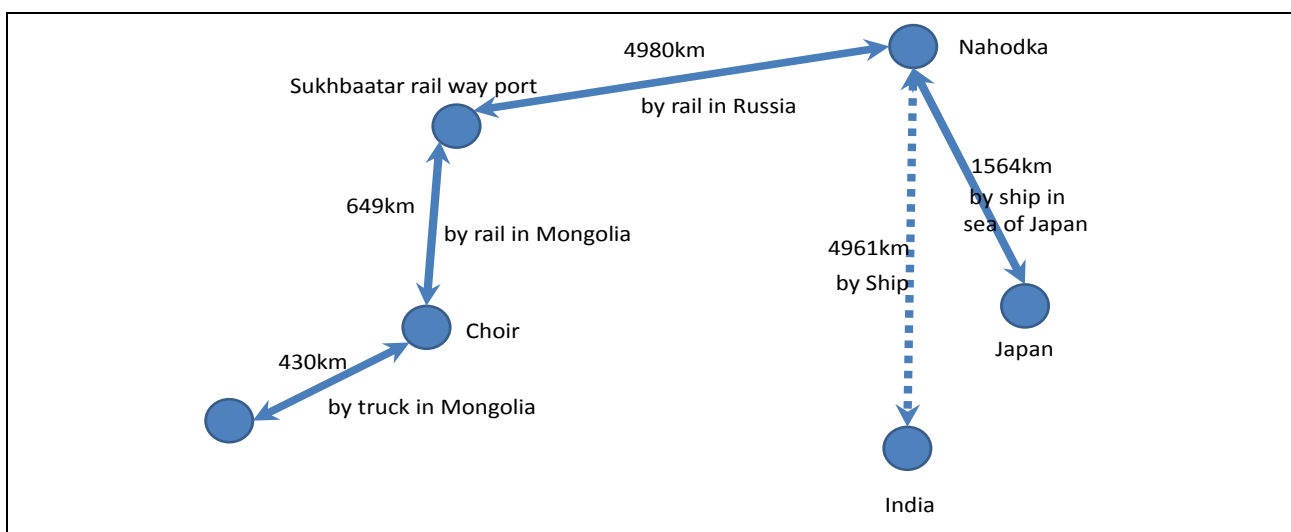 4980km
Nahodka
Sukhbaatar rail way port
by rail in Russia
1564km
by ship in
sea of Japan
649km
by rail in Mongolia
4961km
by Ship
Choir
Japan
430km
by truck in Mongolia
India